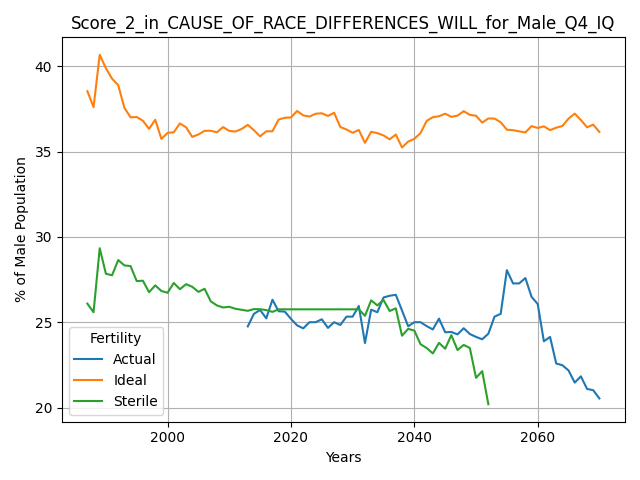 Score_2_in_CAUSE_OF_RACE_DIFFERENCES_WILL_for_Male_Q4_IQ
% of Male Population
40
35
30
25
20
Fertility
Actual
Ideal
Sterile
2000
2020
2040
2060
Years